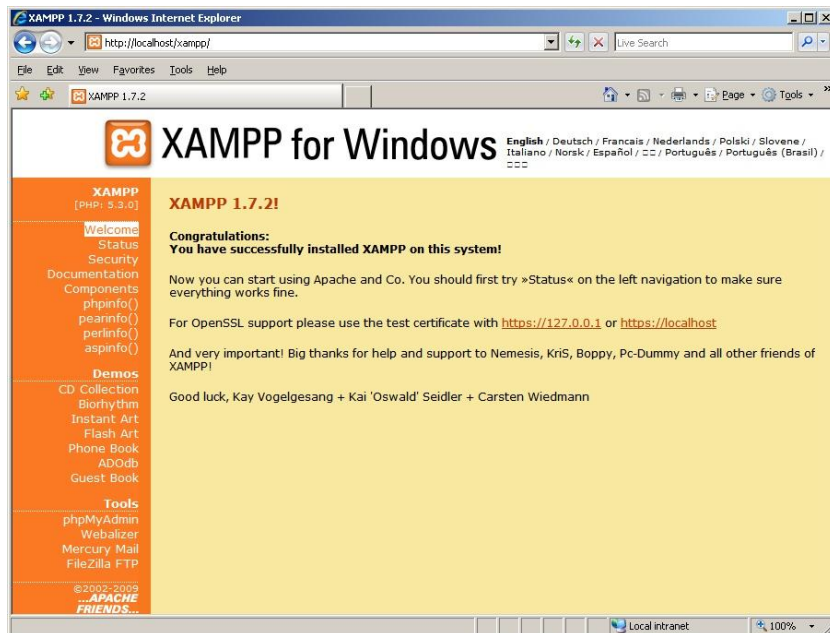 XAMPP 1.7.2 - Windows Internet Explorer
http://localhost/xampp/
Live Search
File Edit View Favorites Tools Help
XAMPP 1.7.2
Page Tools »
XAMPP for Windows
English / Deutsch / Francais / Nederlands / Polski / Slovene /
Italiano / Norsk / Español / □□ / Português / Português (Brasil) /
□□□
XAMPP
[PHP: 5.3.0]
Welcome
Status
Security
Documentation
Components
phpinfo()
pearinfo()
perlinfo()
aspinfo()
Demos
CD Collection
Biorhythm
Instant Art
Flash Art
Phone Book
ADOdb
Guest Book
Tools
phpMyAdmin
Webalizer
Mercury Mail
FileZilla FTP
©2002-2009
...APACHE
FRIENDS...
XAMPP 1.7.2!
Congratulations:
You have successfully installed XAMPP on this system!
Now you can start using Apache and Co. You should first try »Status« on the left navigation to make sure
everything works fine.
For OpenSSL support please use the test certificate with https://127.0.0.1 or https://localhost
And very important! Big thanks for help and support to Nemesis, KriS, Boppy, Pc-Dummy and all other friends of
XAMPP!
Good luck, Kay Vogelgesang + Kai 'Oswald' Seidler + Carsten Wiedmann
Local intranet
100%